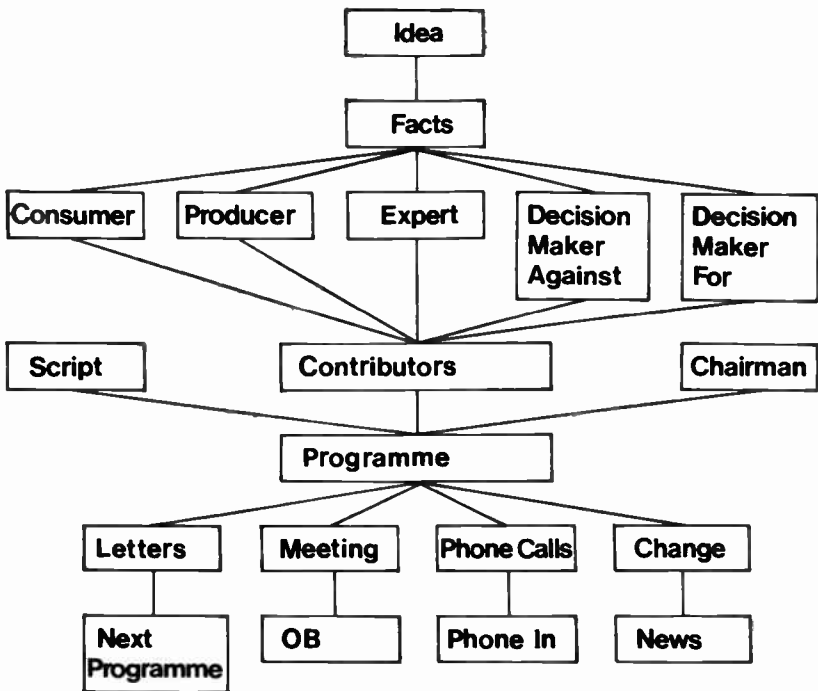 Idea
Facts
Consumer
Producer
Expert
Decision
Maker
Against
Decision
Maker
For
Script
Contributors
Chairman
Programme
Letters
Meeting
Phone Calls
Change
Next
Programme
OB
Phone In
News